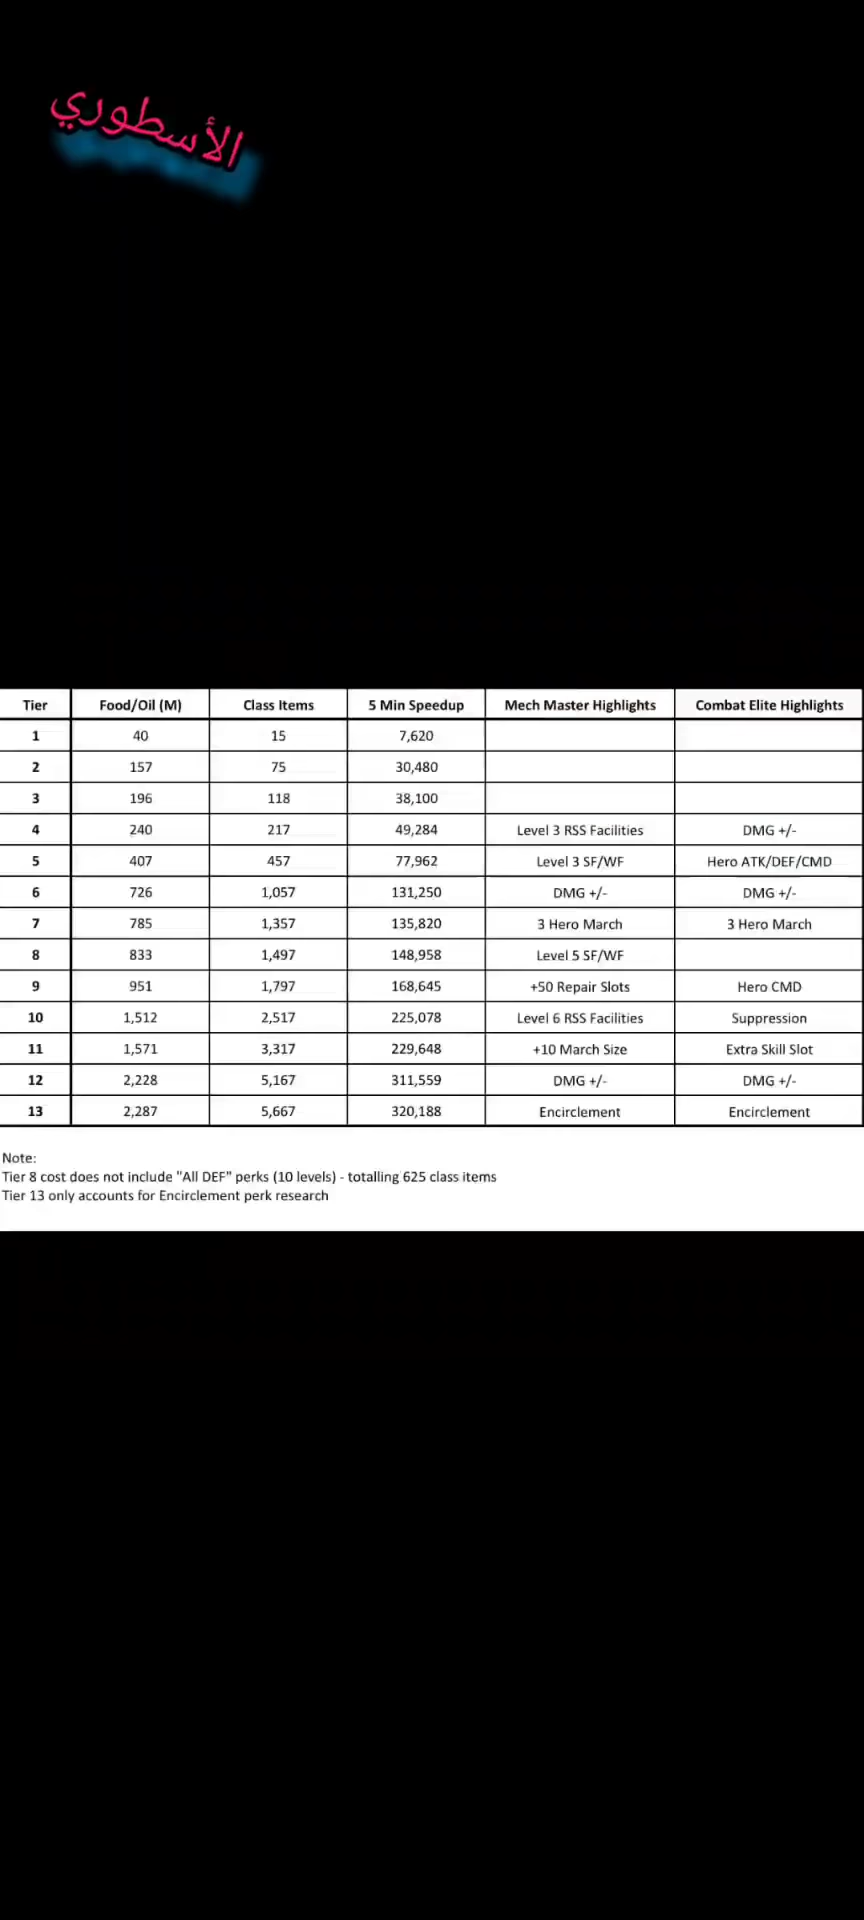 الأسطوري
Tier Food/Oil (M) Class Items 5 Min Speedup Mech Master Highlights Combat Elite Highlights
1 40 15 7,620
2 157 75 30,480
3 196 118 38,100
4 240 217 49,284 Level 3 RSS Facilities DMG +/-
5 407 457 77,962 Level 3 SF/WF Hero ATK/DEF/CMD
6 726 1,057 131,250 DMG +/- DMG +/-
7 785 1,357 135,820 3 Hero March 3 Hero March
8 833 1,497 148,958 Level 5 SF/WF
9 951 1,797 168,645 +50 Repair Slots Hero CMD
10 1,512 2,517 225,078 Level 6 RSS Facilities Suppression
11 1,571 3,317 229,648 +10 March Size Extra Skill Slot
12 2,228 5,167 311,559 DMG +/- DMG +/-
13 2,287 5,667 320,188 Encirclement Encirclement
Note:
Tier 8 cost does not include "All DEF" perks (10 levels) - totalling 625 class items
Tier 13 only accounts for Encirclement perk research